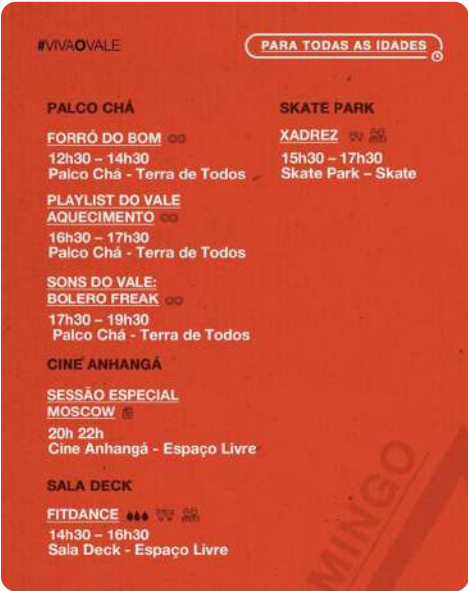 #VIVAOVALE
PARA TODAS AS IDADES
PALCO CHÁ
FORRÓ DO BOM
12h30 – 14h30
Palco Chá - Terra de Todos
PLAYLIST DO VALE
AQUECIMENTO
16h30 – 17h30
Palco Chá - Terra de Todos
SONS DO VALE:
BOLERO FREAK
17h30 – 19h30
Palco Chá - Terra de Todos
CINE ANHANGÁ
SESSÃO ESPECIAL
MOSCOW
20h 22h
Cine Anhangá - Espaço Livre
SALA DECK
FITDANCE
14h30 – 16h30
Sala Deck - Espaço Livre
SKATE PARK
XADREZ
15h30 – 17h30
Skate Park – Skate
MINGO